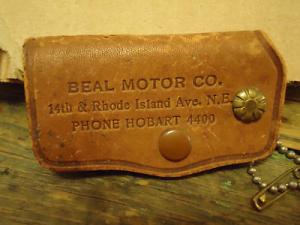 BEAL MOTOR CO.
14th & Rhode Island Ave. N.E.
PHONE HOBART 4400